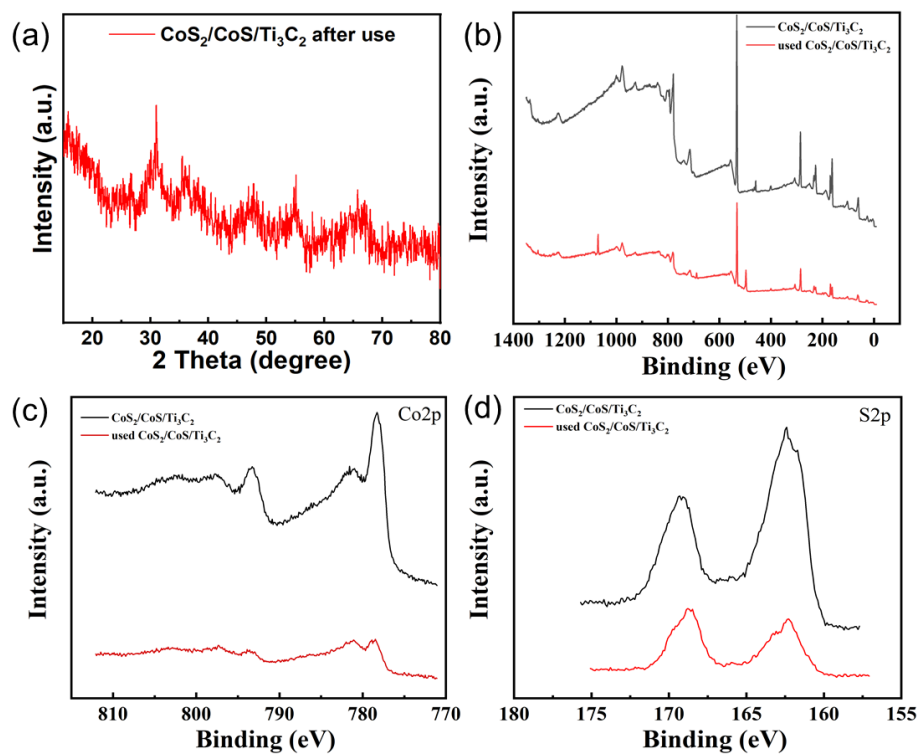 (a)
CoS₂/CoS/Ti₃C₂ after use
Intensity (a.u.)
20 30 40 50 60 70 80
2 Theta (degree)
(b)
CoS₂/CoS/Ti₃C₂
used CoS₂/CoS/Ti₃C₂
Intensity (a.u.)
1400 1200 1000 800 600 400 200 0
Binding (eV)
(c)
CoS₂/CoS/Ti₃C₂
used CoS₂/CoS/Ti₃C₂
Co2p
Intensity (a.u.)
810 800 790 780 770
Binding (eV)
(d)
CoS₂/CoS/Ti₃C₂
used CoS₂/CoS/Ti₃C₂
S2p
Intensity (a.u.)
180 175 170 165 160 155
Binding (eV)